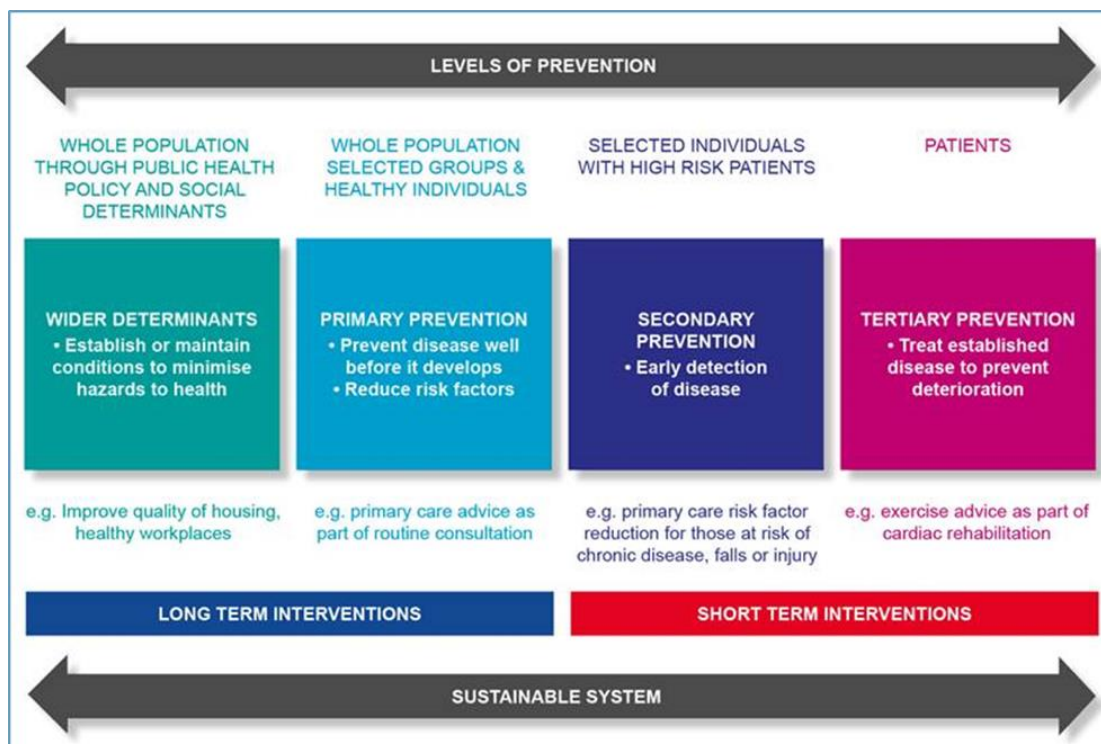 LEVELS OF PREVENTION
WHOLE POPULATION
THROUGH PUBLIC HEALTH
POLICY AND SOCIAL
DETERMINANTS
WHOLE POPULATION
SELECTED GROUPS &
HEALTHY INDIVIDUALS
SELECTED INDIVIDUALS
WITH HIGH RISK PATIENTS
PATIENTS
WIDER DETERMINANTS
• Establish or maintain
conditions to minimise
hazards to health
PRIMARY PREVENTION
• Prevent disease well
before it develops
• Reduce risk factors
SECONDARY
PREVENTION
• Early detection
of disease
TERTIARY PREVENTION
• Treat established
disease to prevent
deterioration
e.g. Improve quality of housing,
healthy workplaces
e.g. primary care advice as
part of routine consultation
e.g. primary care risk factor
reduction for those at risk of
chronic disease, falls or injury
e.g. exercise advice as part of
cardiac rehabilitation
LONG TERM INTERVENTIONS
SHORT TERM INTERVENTIONS
SUSTAINABLE SYSTEM